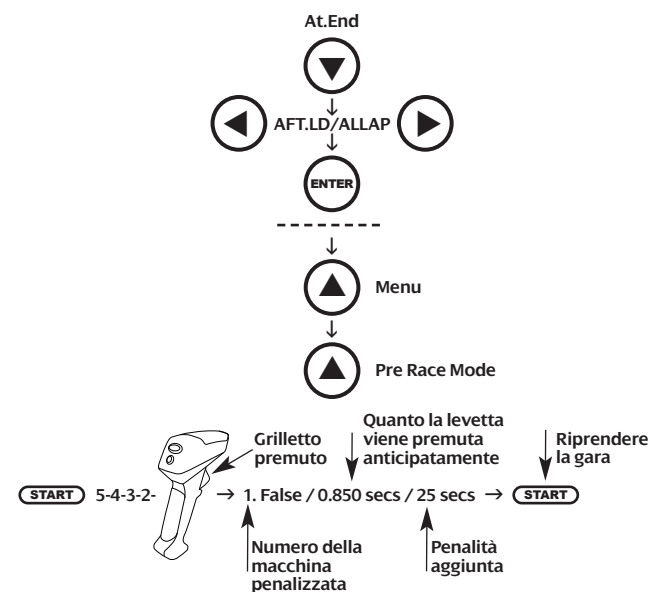 At.End
AFT.LD/ALLAP
ENTER
Menu
Pre Race Mode
Grilletto
premuto
Quanto la levetta
viene premuta
anticipatamente
Riprendere
la gara
START 5-4-3-2- → 1. False / 0.850 secs / 25 secs → START
Numero della
macchina
penalizzata
Penalità
aggiunta